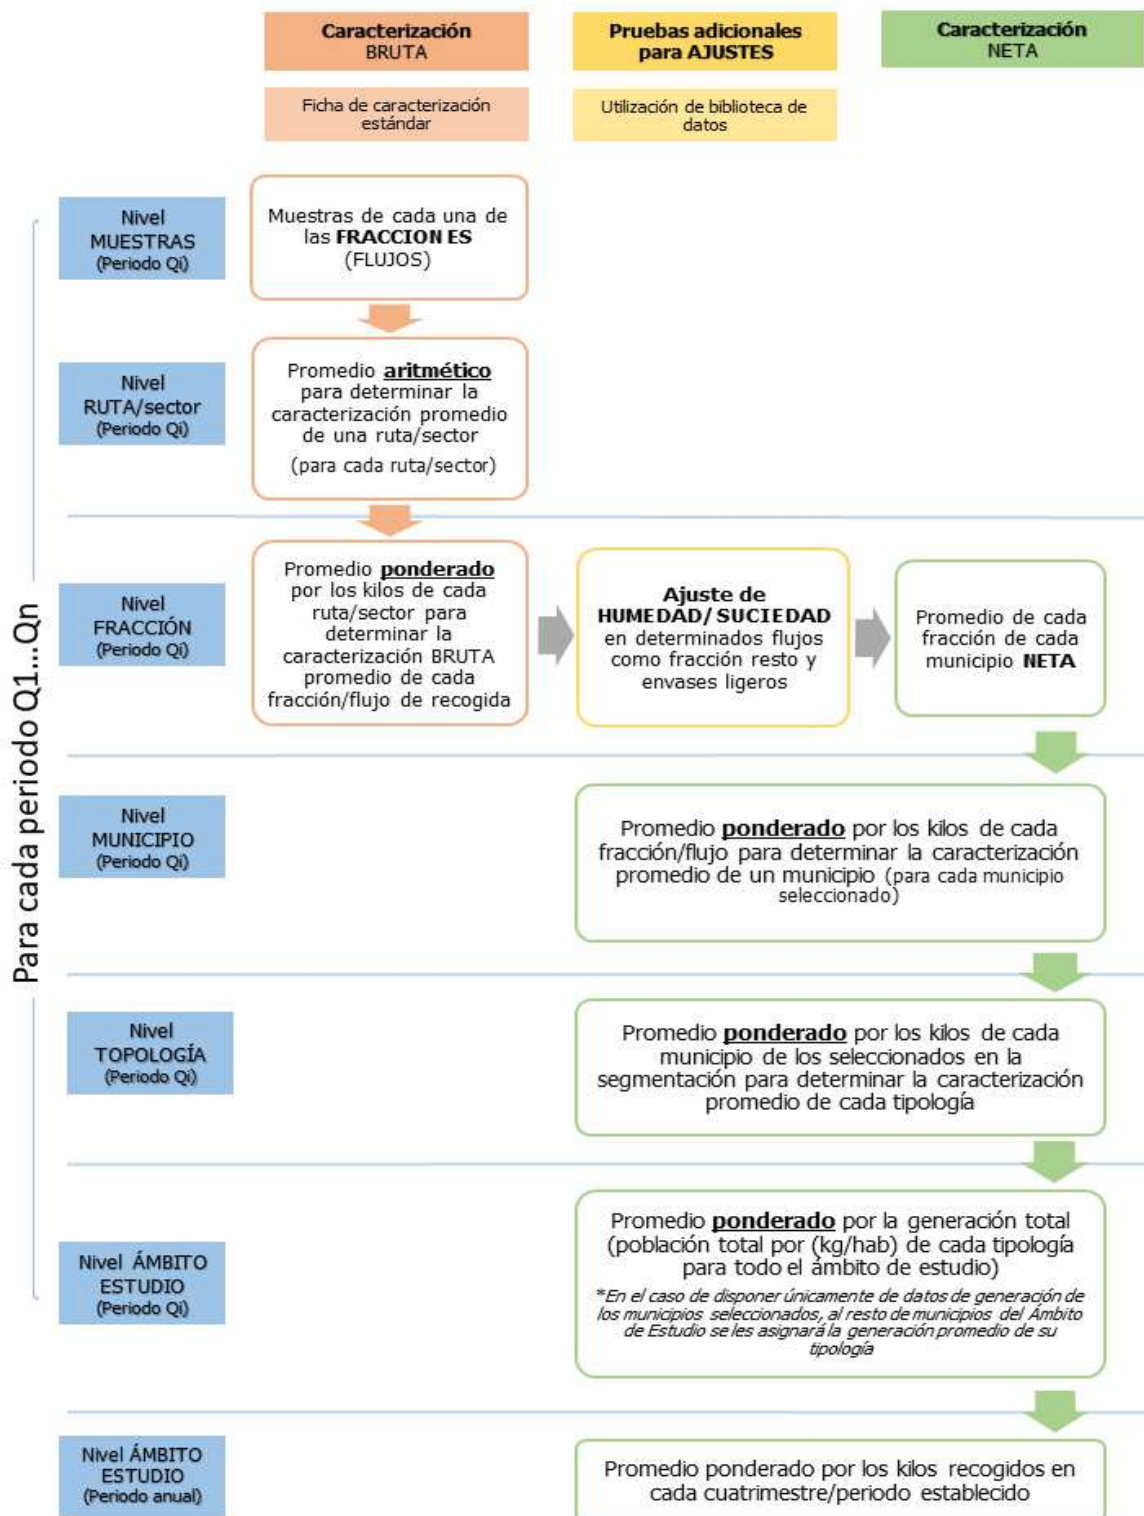 Caracterización
BRUTA
Pruebas adicionales
para AJUSTES
Caracterización
NETA
Ficha de caracterización
estándar
Utilización de biblioteca de
datos
Para cada periodo Q1...Qn
Nivel
MUESTRAS
(Periodo Qi)
Muestras de cada una de
las FRACCIONES
(FLUJOS)
Nivel
RUTA/sector
(Periodo Qi)
Promedio aritmético
para determinar la
caracterización promedio
de una ruta/sector
(para cada ruta/sector)
Nivel
FRACCIÓN
(Periodo Qi)
Promedio ponderado
por los kilos de cada
ruta/sector para
determinar la
caracterización BRUTA
promedio de cada
fracción/flujo de recogida
Ajuste de
HUMEDAD/SUCIEDAD
en determinados flujos
como fracción resto y
envases ligeros
Promedio de cada
fracción de cada
municipio NETA
Nivel
MUNICIPIO
(Periodo Qi)
Promedio ponderado por los kilos de cada
fracción/flujo para determinar la caracterización
promedio de un municipio (para cada municipio
seleccionado)
Nivel
TOPOLOGÍA
(Periodo Qi)
Promedio ponderado por los kilos de cada
municipio de los seleccionados en la
segmentación para determinar la caracterización
promedio de cada tipología
Nivel ÁMBITO
ESTUDIO
(Periodo Qi)
Promedio ponderado por la generación total
(población total por (kg/hab) de cada tipología
para todo el ámbito de estudio)
*En el caso de disponer únicamente de datos de generación de
los municipios seleccionados, al resto de municipios del Ámbito
de Estudio se les asignará la generación promedio de su
tipología
Nivel ÁMBITO
ESTUDIO
(Periodo anual)
Promedio ponderado por los kilos recogidos en
cada cuatrimestre/periodo establecido